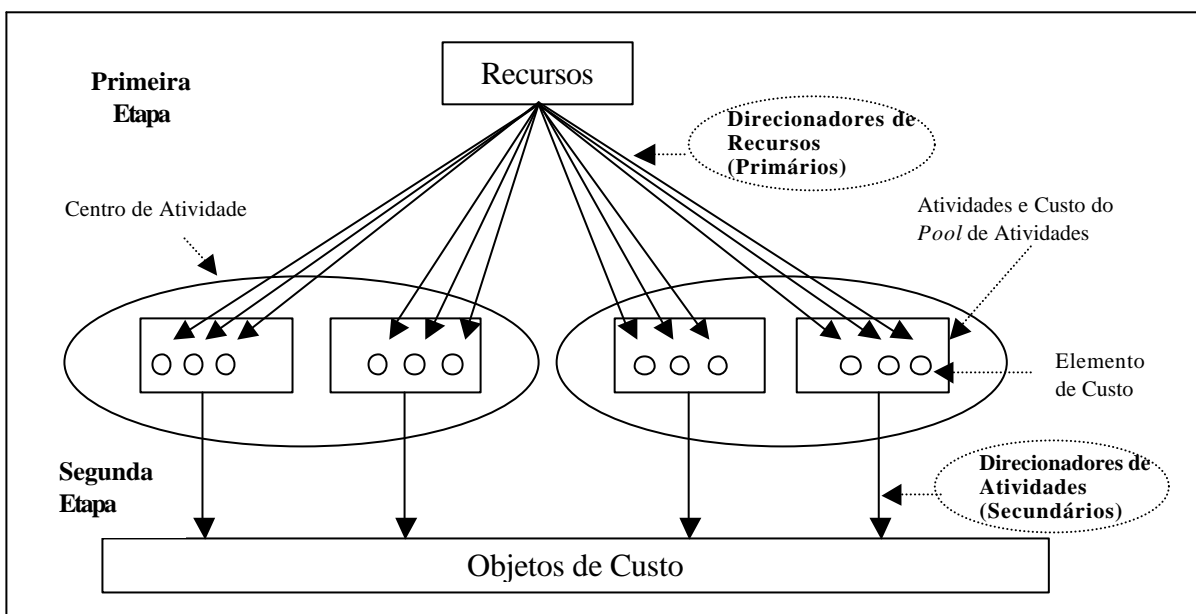 Recursos
Primeira
Etapa
Direcionadores de
Recursos
(Primários)
Centro de Atividade
Atividades e Custo do
Pool de Atividades
Elemento
de Custo
Segunda
Etapa
Direcionadores de
Atividades
(Secundários)
Objetos de Custo